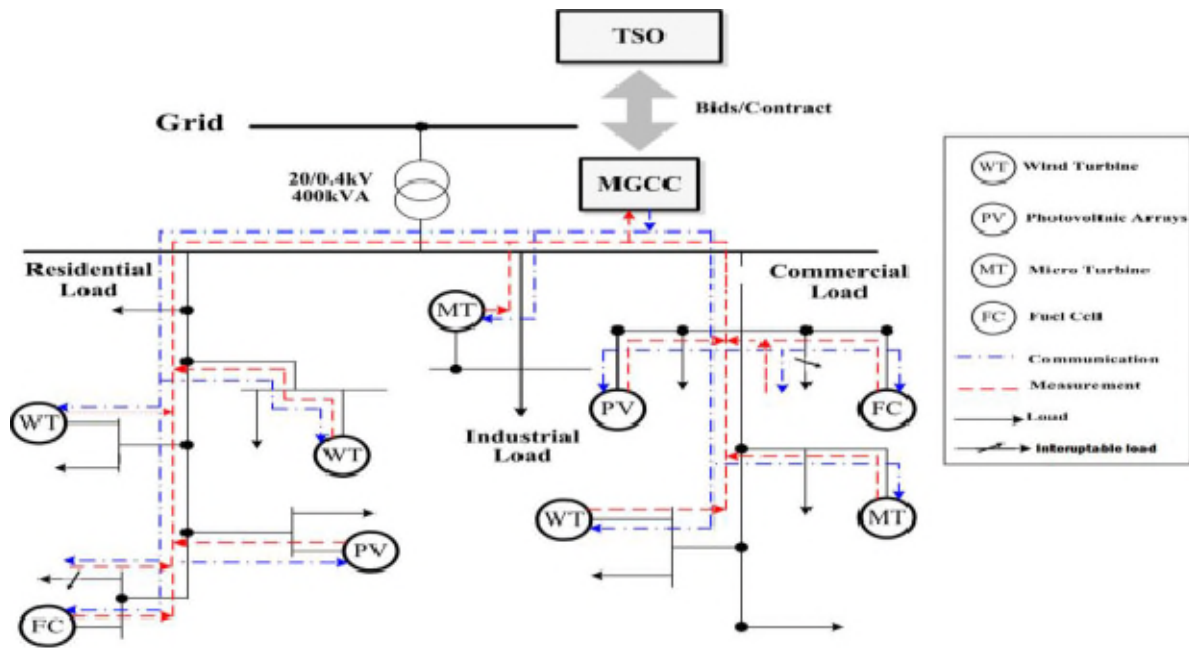 TSO
Bids/Contract
Grid
20/0.4kV
400kVA
MGCC
Residential
Load
Commercial
Load
MT
PV
FC
WT
WT
Industrial
Load
WT
MT
PV
FC
WT Wind Turbine
PV Photovoltaic Arrays
MT Micro Turbine
FC Fuel Cell
Communication
Measurement
Load
Interuptable load